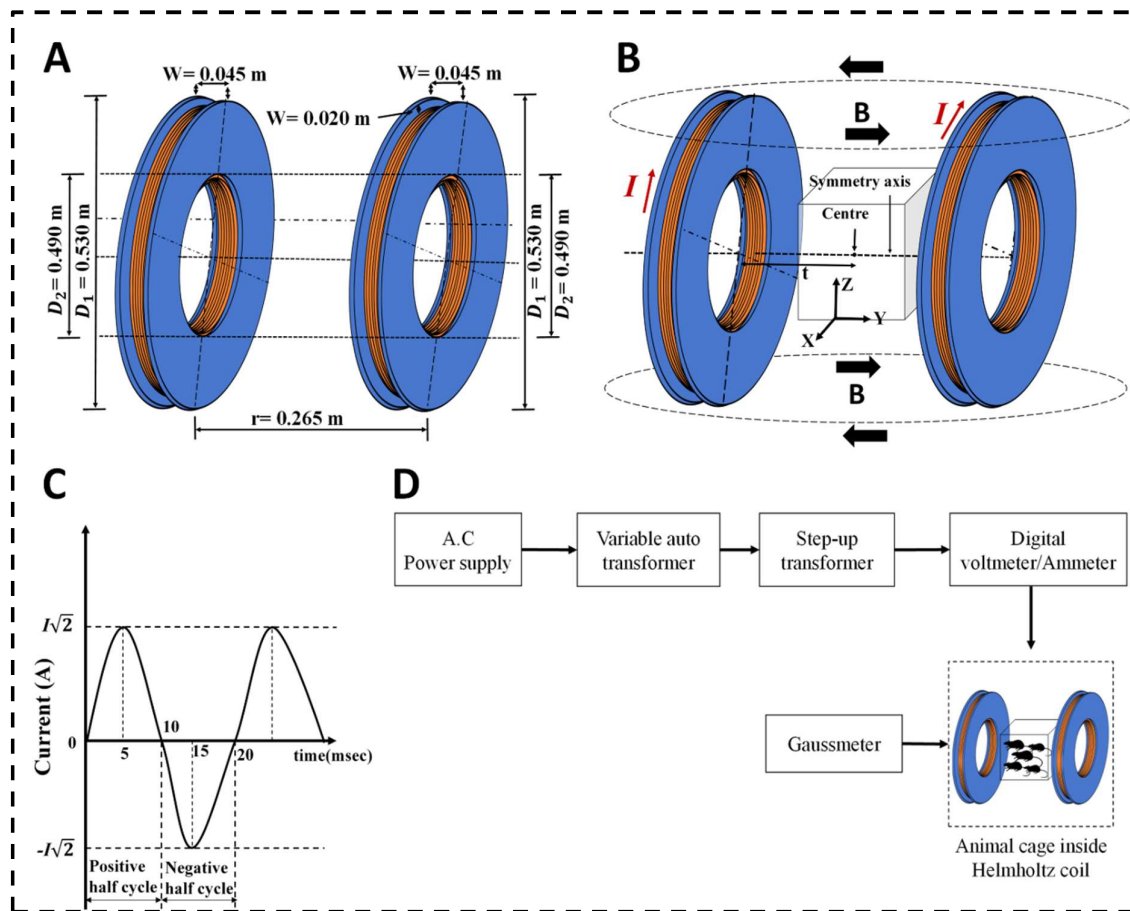 A
W= 0.045 m
W= 0.045 m
W= 0.020 m
D₂= 0.490 m
D₁= 0.530 m
D₁= 0.530 m
D₂= 0.490 m
r= 0.265 m
B
B
I
I
Symmetry axis
Centre
t
Z
Y
X
B
C
Current (A)
I√2
0
-I√2
5
10
15
20
time(msec)
Positive
half cycle
Negative
half cycle
D
A.C
Power supply
Variable auto
transformer
Step-up
transformer
Digital
voltmeter/Ammeter
Gaussmeter
Animal cage inside
Helmholtz coil